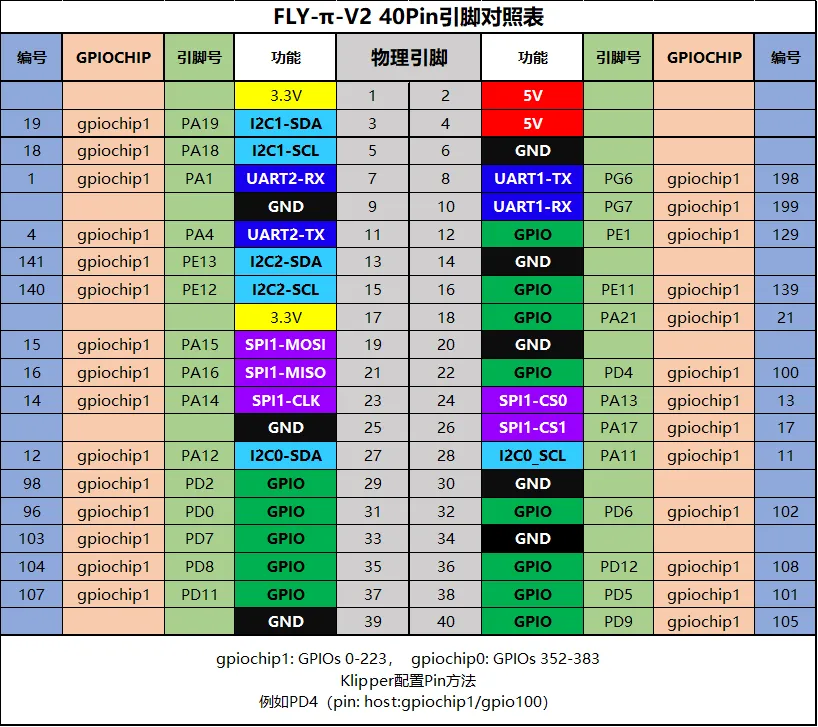 FLY-π-V2 40Pin引脚对照表
编号 GPIOCHIP 引脚号 功能 物理引脚 功能 引脚号 GPIOCHIP 编号
3.3V 1 2 5V
19 gpiochip1 PA19 I2C1-SDA 3 4 5V
18 gpiochip1 PA18 I2C1-SCL 5 6 GND
1 gpiochip1 PA1 UART2-RX 7 8 UART1-TX PG6 gpiochip1 198
GND 9 10 UART1-RX PG7 gpiochip1 199
4 gpiochip1 PA4 UART2-TX 11 12 GPIO PE1 gpiochip1 129
141 gpiochip1 PE13 I2C2-SDA 13 14 GND
140 gpiochip1 PE12 I2C2-SCL 15 16 GPIO PE11 gpiochip1 139
3.3V 17 18 GPIO PA21 gpiochip1 21
15 gpiochip1 PA15 SPI1-MOSI 19 20 GND
16 gpiochip1 PA16 SPI1-MISO 21 22 GPIO PD4 gpiochip1 100
14 gpiochip1 PA14 SPI1-CLK 23 24 SPI1-CS0 PA13 gpiochip1 13
GND 25 26 SPI1-CS1 PA17 gpiochip1 17
12 gpiochip1 PA12 I2C0-SDA 27 28 I2C0_SCL PA11 gpiochip1 11
98 gpiochip1 PD2 GPIO 29 30 GND
96 gpiochip1 PD0 GPIO 31 32 GPIO PD6 gpiochip1 102
103 gpiochip1 PD7 GPIO 33 34 GND
104 gpiochip1 PD8 GPIO 35 36 GPIO PD12 gpiochip1 108
107 gpiochip1 PD11 GPIO 37 38 GPIO PD5 gpiochip1 101
GND 39 40 GPIO PD9 gpiochip1 105
gpiochip1: GPIOs 0-223， gpiochip0: GPIOs 352-383
Klipper配置Pin方法
例如PD4（pin: host:gpiochip1/gpio100）